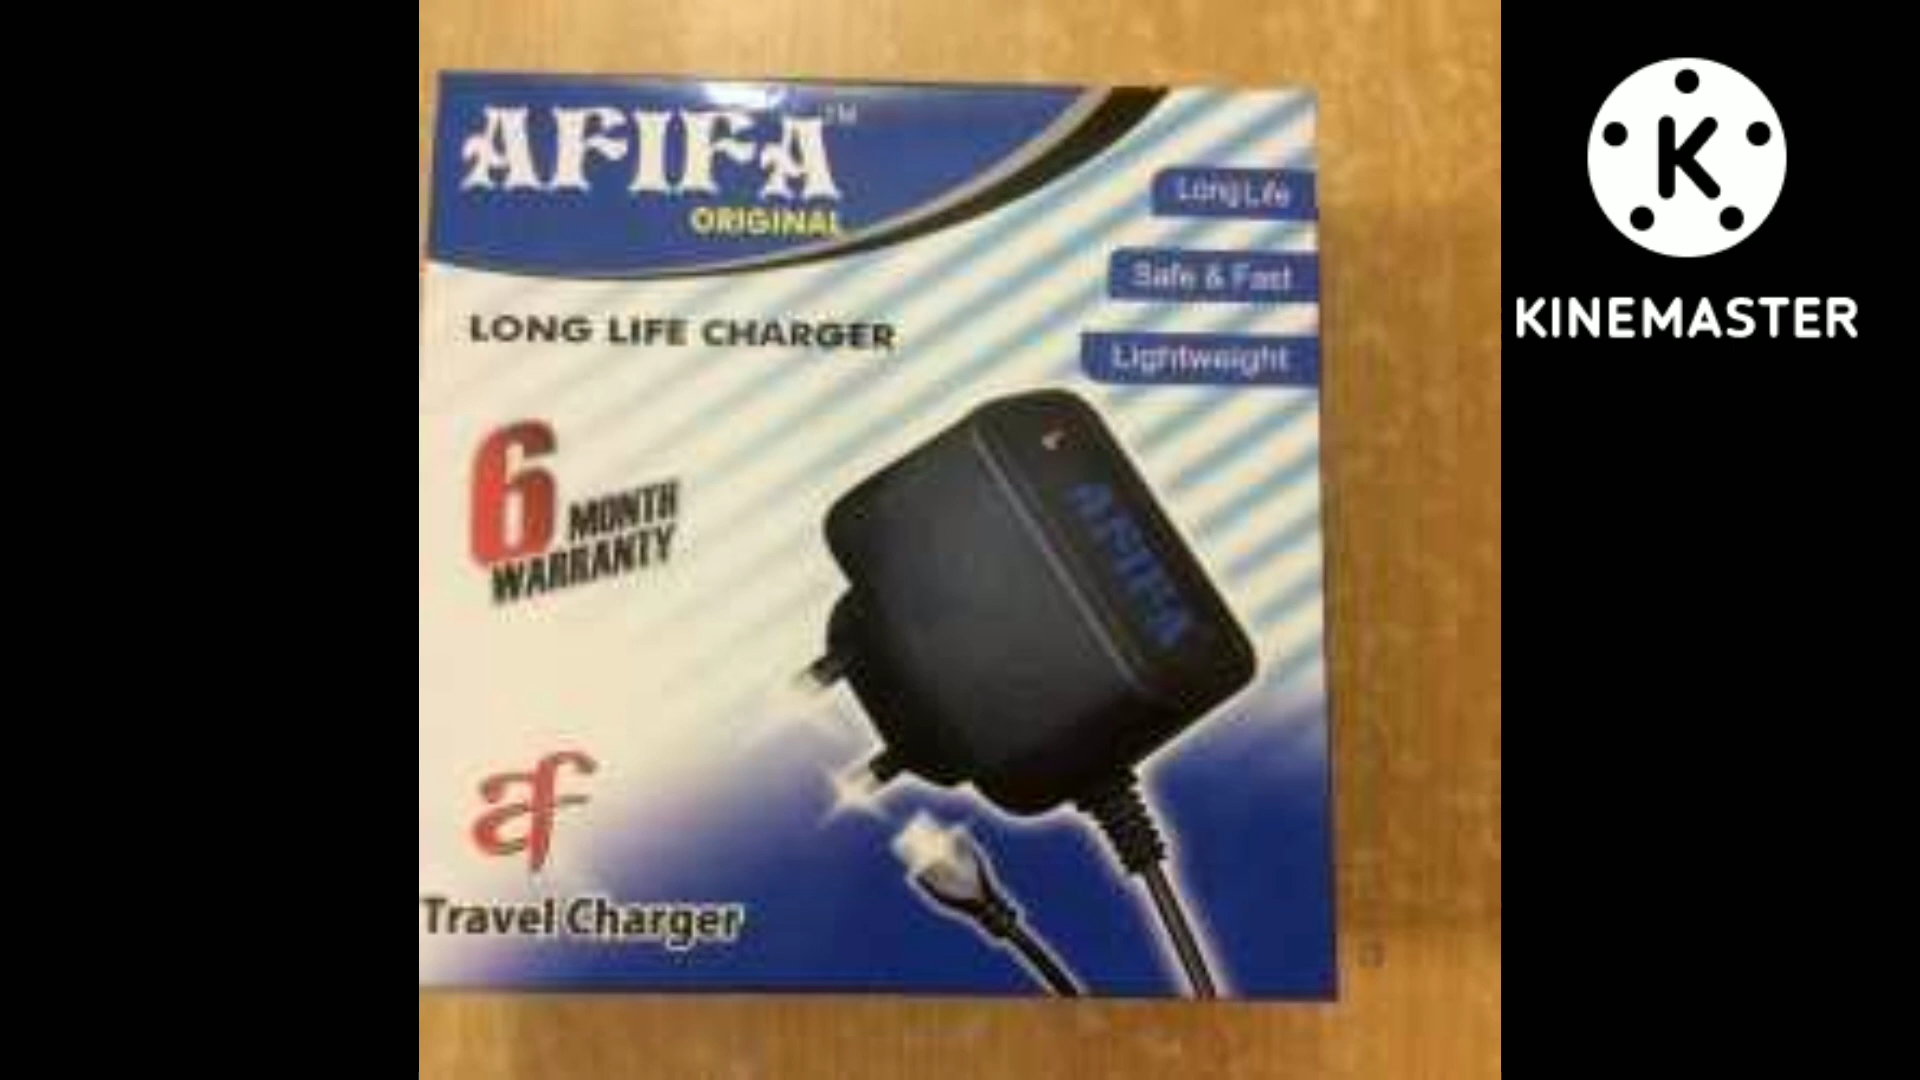 AFIFA™
ORIGINAL
Long Life
Safe & Fast
Lightweight
LONG LIFE CHARGER
6 MONTH
WARRANTY
AFIFA
af
Travel Charger
K
KINEMASTER